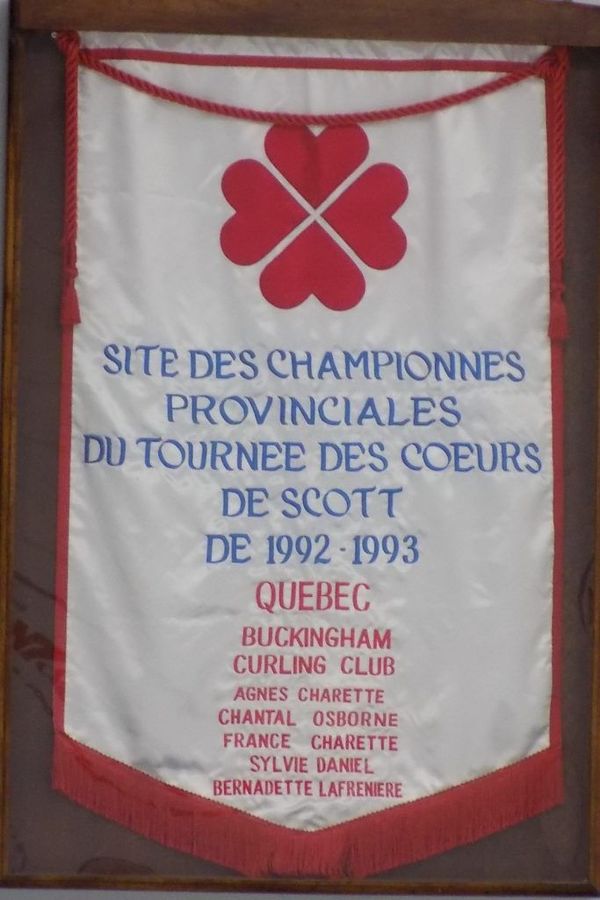 SITE DES CHAMPIONNES
PROVINCIALES
DU TOURNEE DES COEURS
DE SCOTT
DE 1992-1993
QUEBEC
BUCKINGHAM
CURLING CLUB
AGNES CHARETTE
CHANTAL OSBORNE
FRANCE CHARETTE
SYLVIE DANIEL
BERNADETTE LAFRENIERE